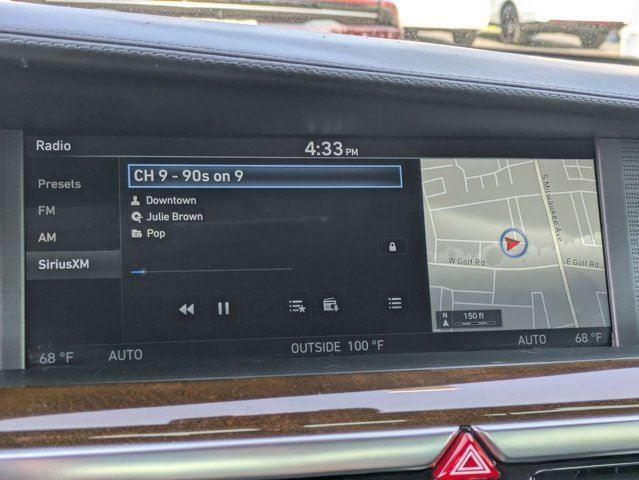 Radio
4:33 PM
Presets
FM
AM
SiriusXM
CH 9 - 90s on 9
Downtown
Julie Brown
Pop
S Milwaukee Ave
W Golf Rd
E Golf Rd
N
150 ft
68 °F
AUTO
OUTSIDE 100 °F
AUTO
68 °F